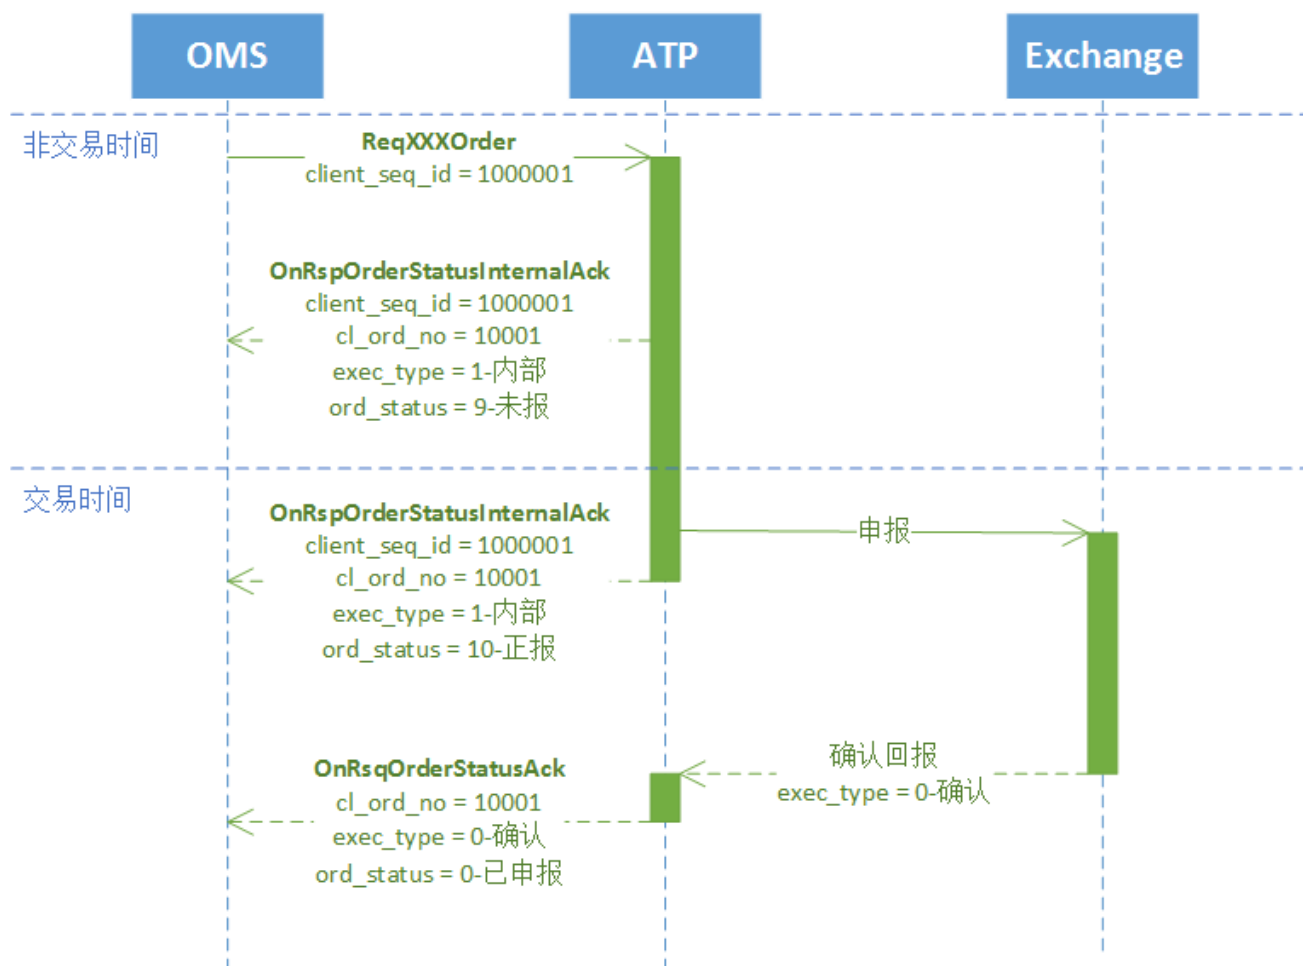 OMS
ATP
Exchange
非交易时间
ReqXXXOrder
client_seq_id = 1000001
OnRspOrderStatusInternalAck
client_seq_id = 1000001
cl_ord_no = 10001
exec_type = 1-内部
ord_status = 9-未报
交易时间
OnRspOrderStatusInternalAck
client_seq_id = 1000001
cl_ord_no = 10001
exec_type = 1-内部
ord_status = 10-正报
申报
确认回报
exec_type = 0-确认
OnRsqOrderStatusAck
cl_ord_no = 10001
exec_type = 0-确认
ord_status = 0-已申报